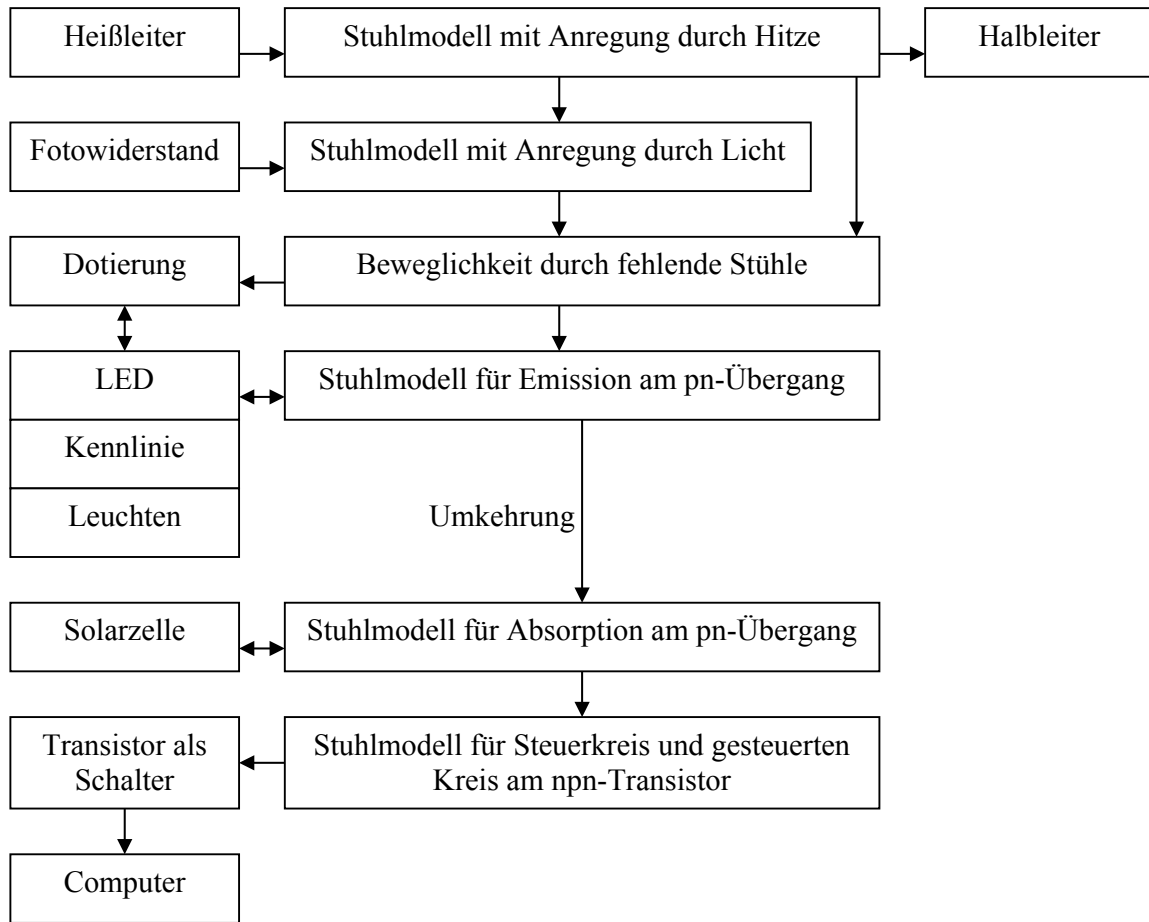 Heißleiter
Stuhlmodell mit Anregung durch Hitze
Halbleiter
Fotowiderstand
Stuhlmodell mit Anregung durch Licht
Dotierung
Beweglichkeit durch fehlende Stühle
LED
Stuhlmodell für Emission am pn-Übergang
Kennlinie
Leuchten
Umkehrung
Solarzelle
Stuhlmodell für Absorption am pn-Übergang
Transistor als
Schalter
Stuhlmodell für Steuerkreis und gesteuerten
Kreis am npn-Transistor
Computer